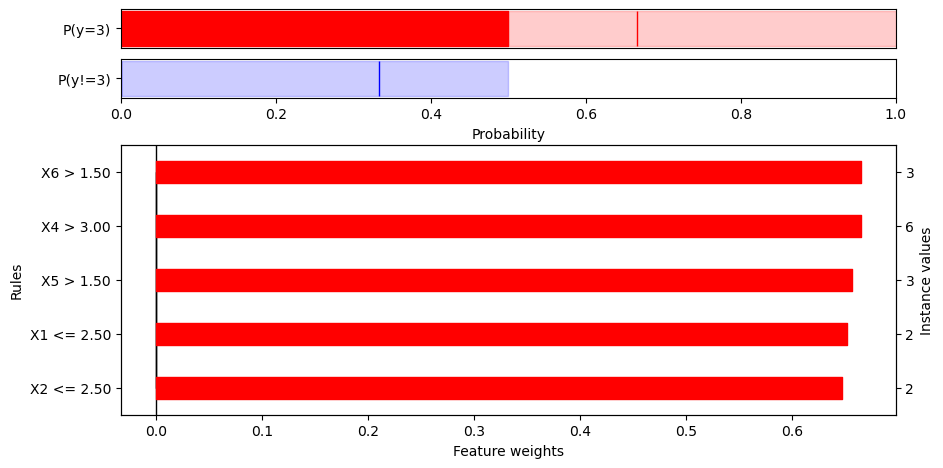 P(y=3)
P(y!=3)
0.0 0.2 0.4 0.6 0.8 1.0
Probability
X6 > 1.50 3
X4 > 3.00 6
X5 > 1.50 3
X1 <= 2.50 2
X2 <= 2.50 2
Rules
Instance values
0.0 0.1 0.2 0.3 0.4 0.5 0.6
Feature weights